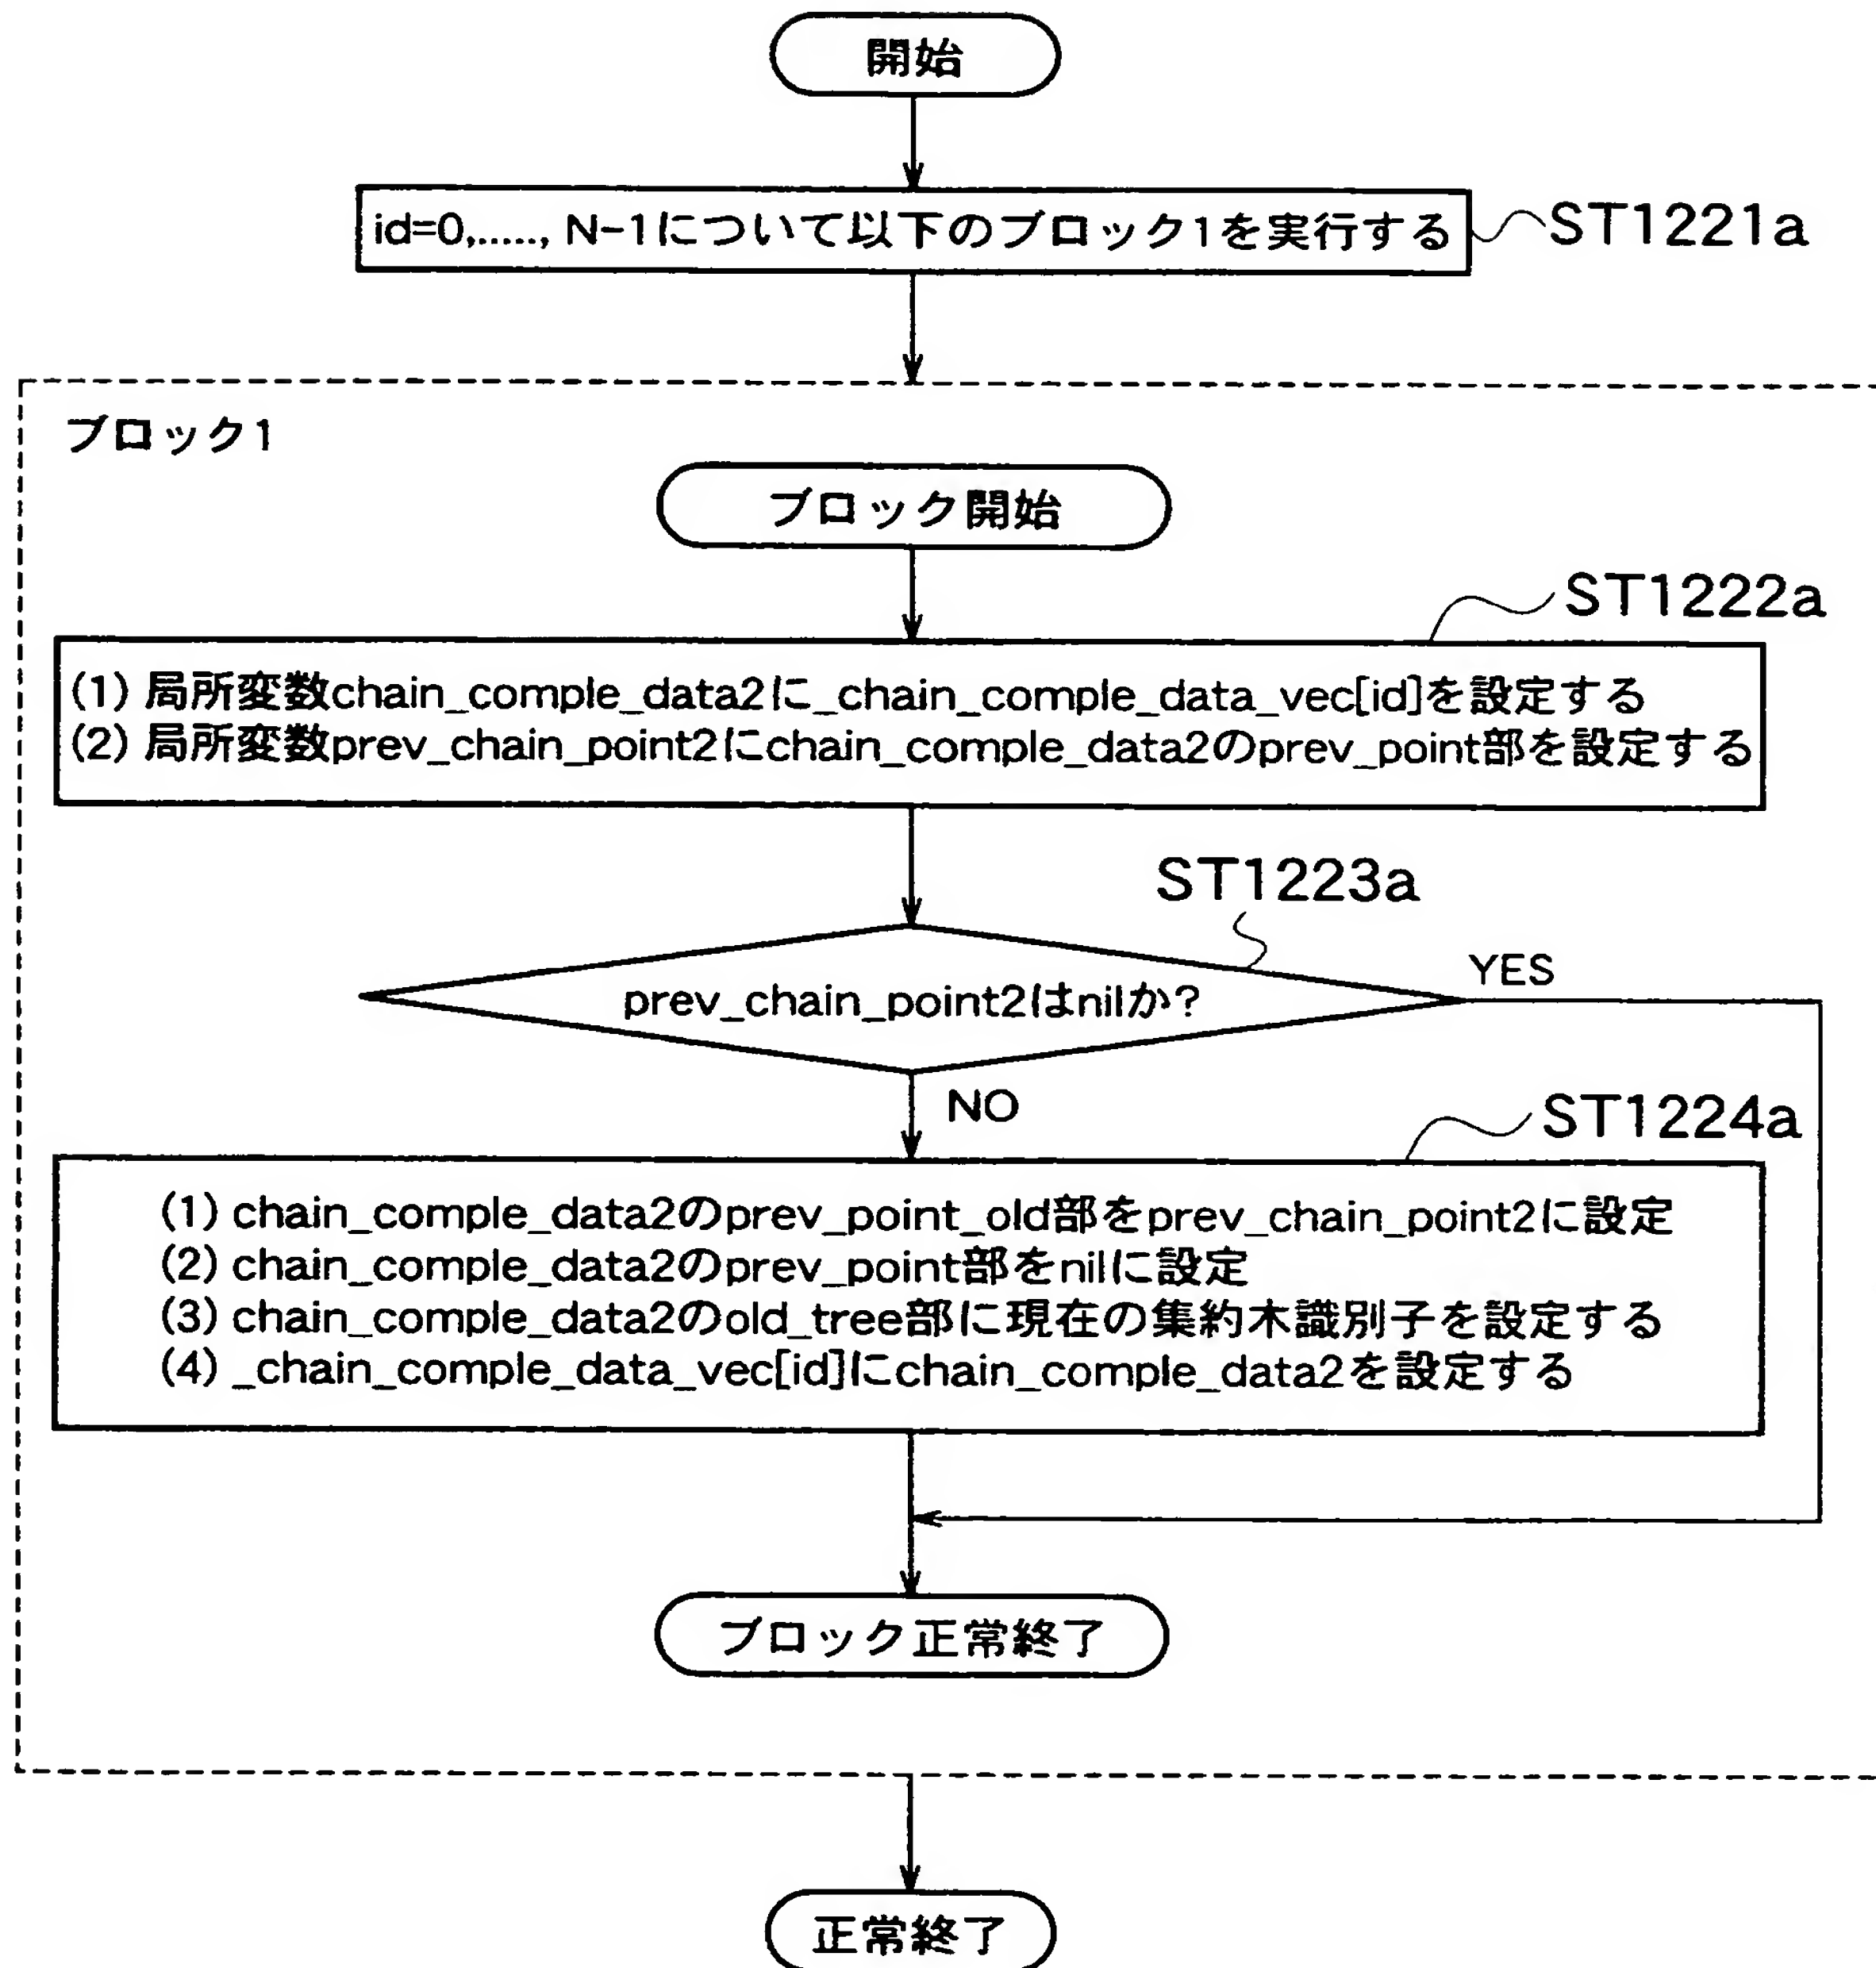 開始
id=0,....., N-1について以下のブロック1を実行する
ST1221a
ブロック1
ブロック開始
ST1222a
(1) 局所変数chain_comple_data2に_chain_comple_data_vec[id]を設定する
(2) 局所変数prev_chain_point2にchain_comple_data2のprev_point部を設定する
ST1223a
prev_chain_point2はnilか?
YES
NO
ST1224a
(1) chain_comple_data2のprev_point_old部をprev_chain_point2に設定
(2) chain_comple_data2のprev_point部をnilに設定
(3) chain_comple_data2のold_tree部に現在の集約木識別子を設定する
(4) _chain_comple_data_vec[id]にchain_comple_data2を設定する
ブロック正常終了
正常終了